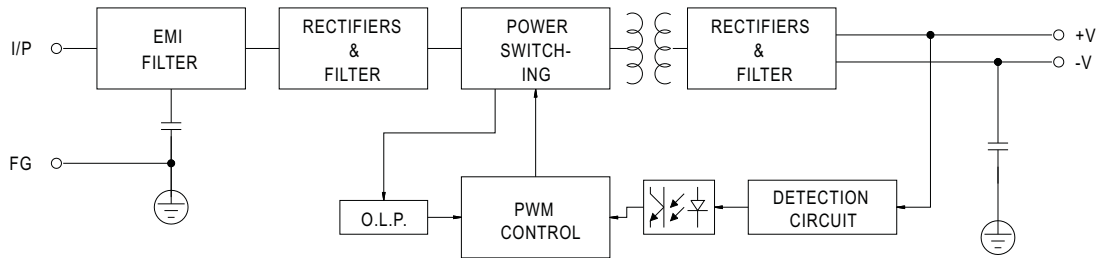 I/P
EMI
FILTER
RECTIFIERS
&
FILTER
POWER
SWITCH-
ING
RECTIFIERS
&
FILTER
+V
-V
FG
O.L.P.
PWM
CONTROL
DETECTION
CIRCUIT